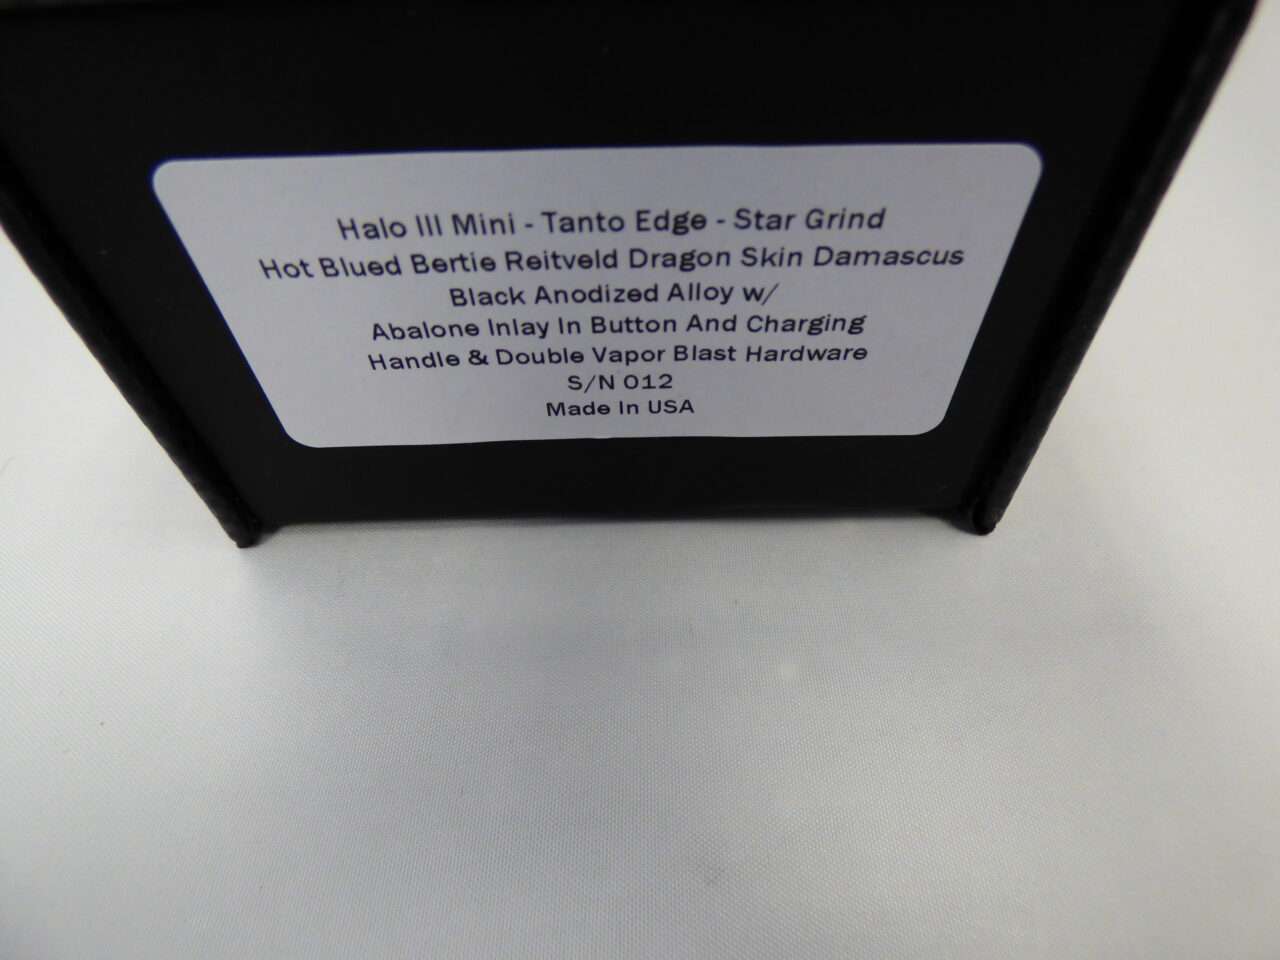 Halo III Mini - Tanto Edge - Star Grind
Hot Blued Bertie Reitveld Dragon Skin Damascus
Black Anodized Alloy w/
Abalone Inlay In Button And Charging
Handle & Double Vapor Blast Hardware
S/N 012
Made In USA